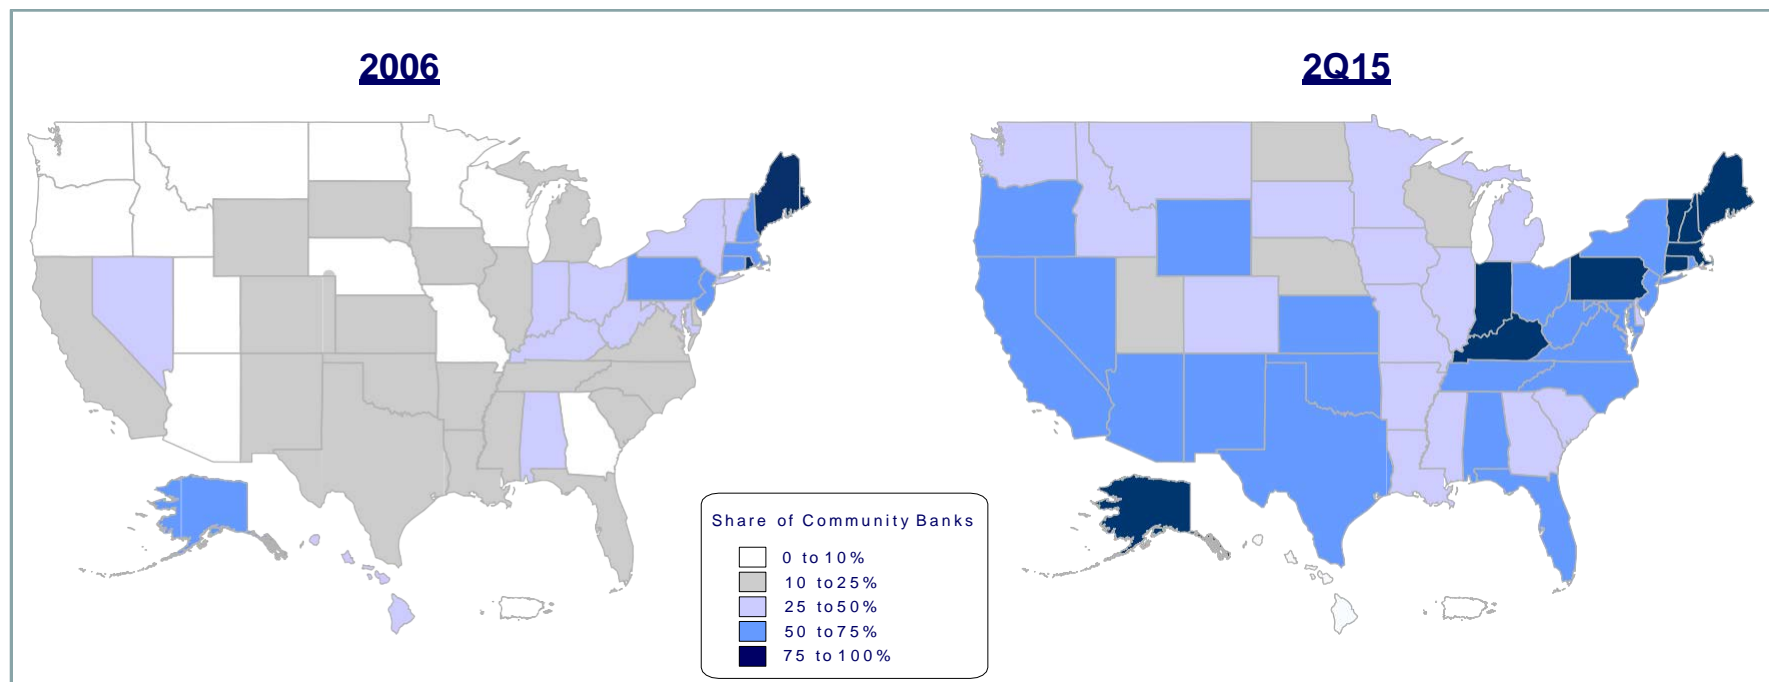 2006
2Q15
Share of Community Banks
0 to 10%
10 to 25%
25 to 50%
50 to 75%
75 to 100%